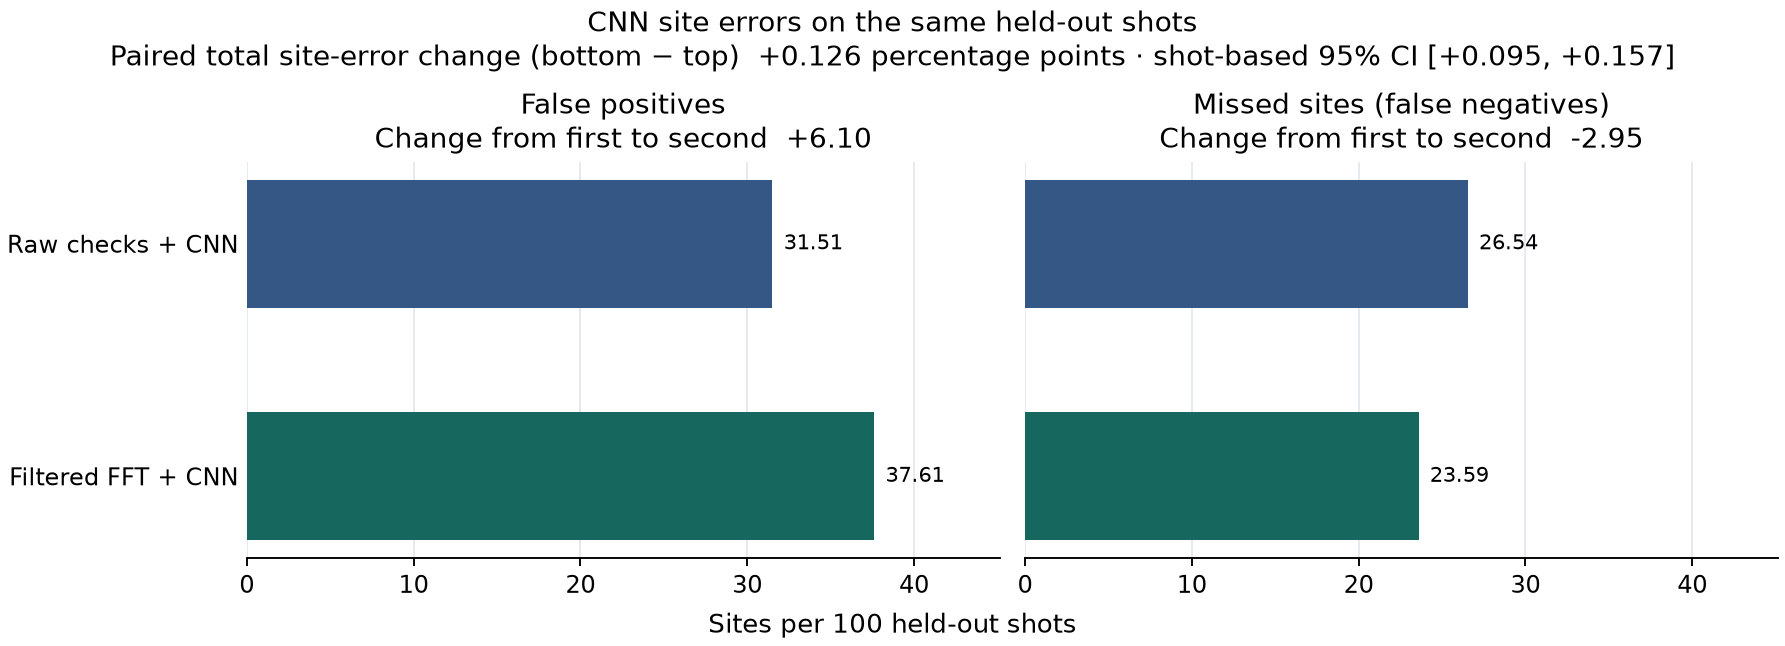 CNN site errors on the same held-out shots
Paired total site-error change (bottom − top)  +0.126 percentage points · shot-based 95% CI [+0.095, +0.157]
False positives
Change from first to second  +6.10
Missed sites (false negatives)
Change from first to second  -2.95
Raw checks + CNN
31.51
26.54
Filtered FFT + CNN
37.61
23.59
0 10 20 30 40
0 10 20 30 40
Sites per 100 held-out shots